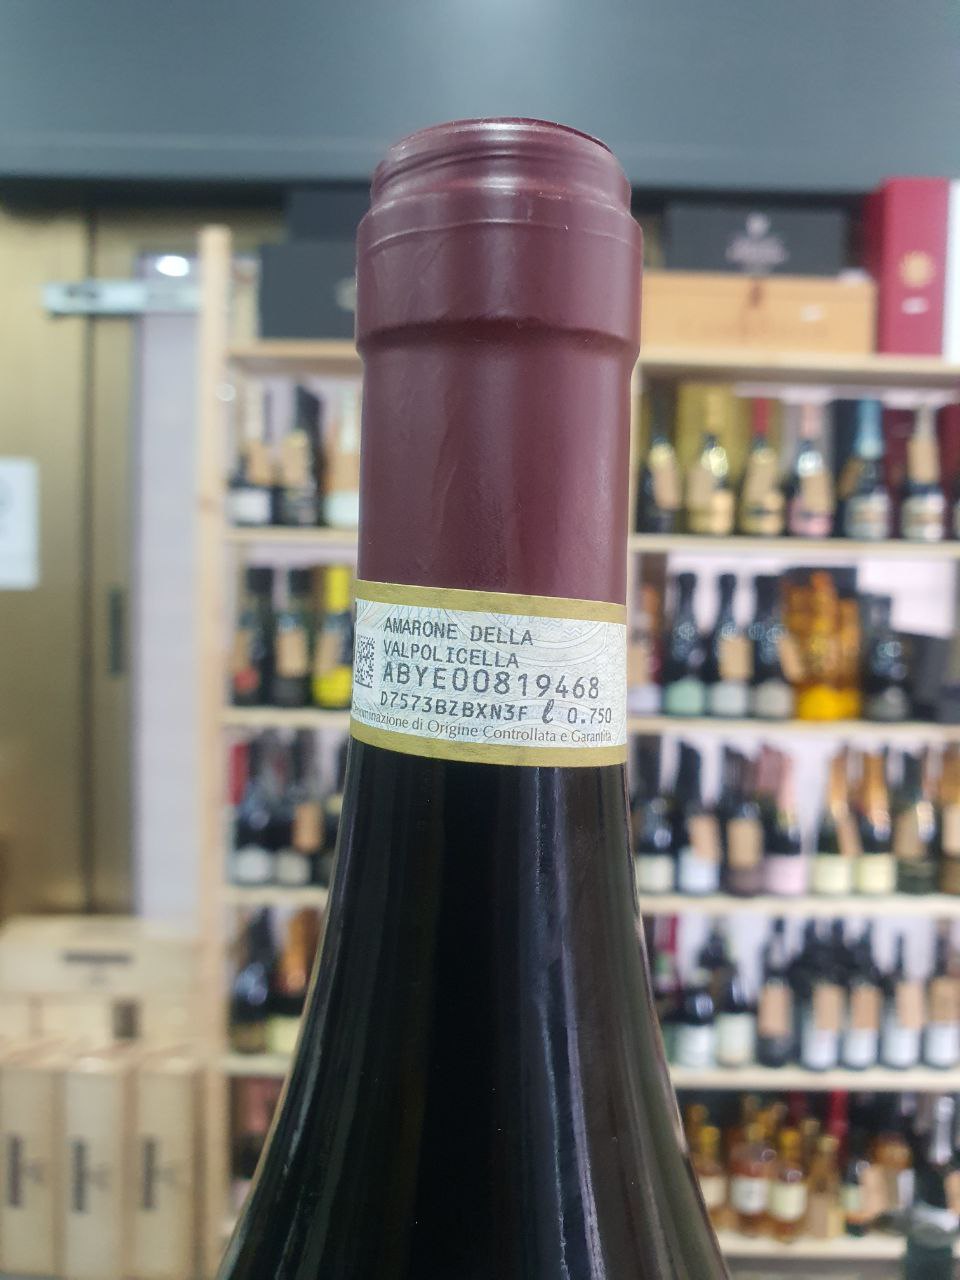 AMARONE DELLA
VALPOLICELLA
ABYE00819468
D7573BZBXN3F ℓ 0.750
Denominazione di Origine Controllata e Garantita